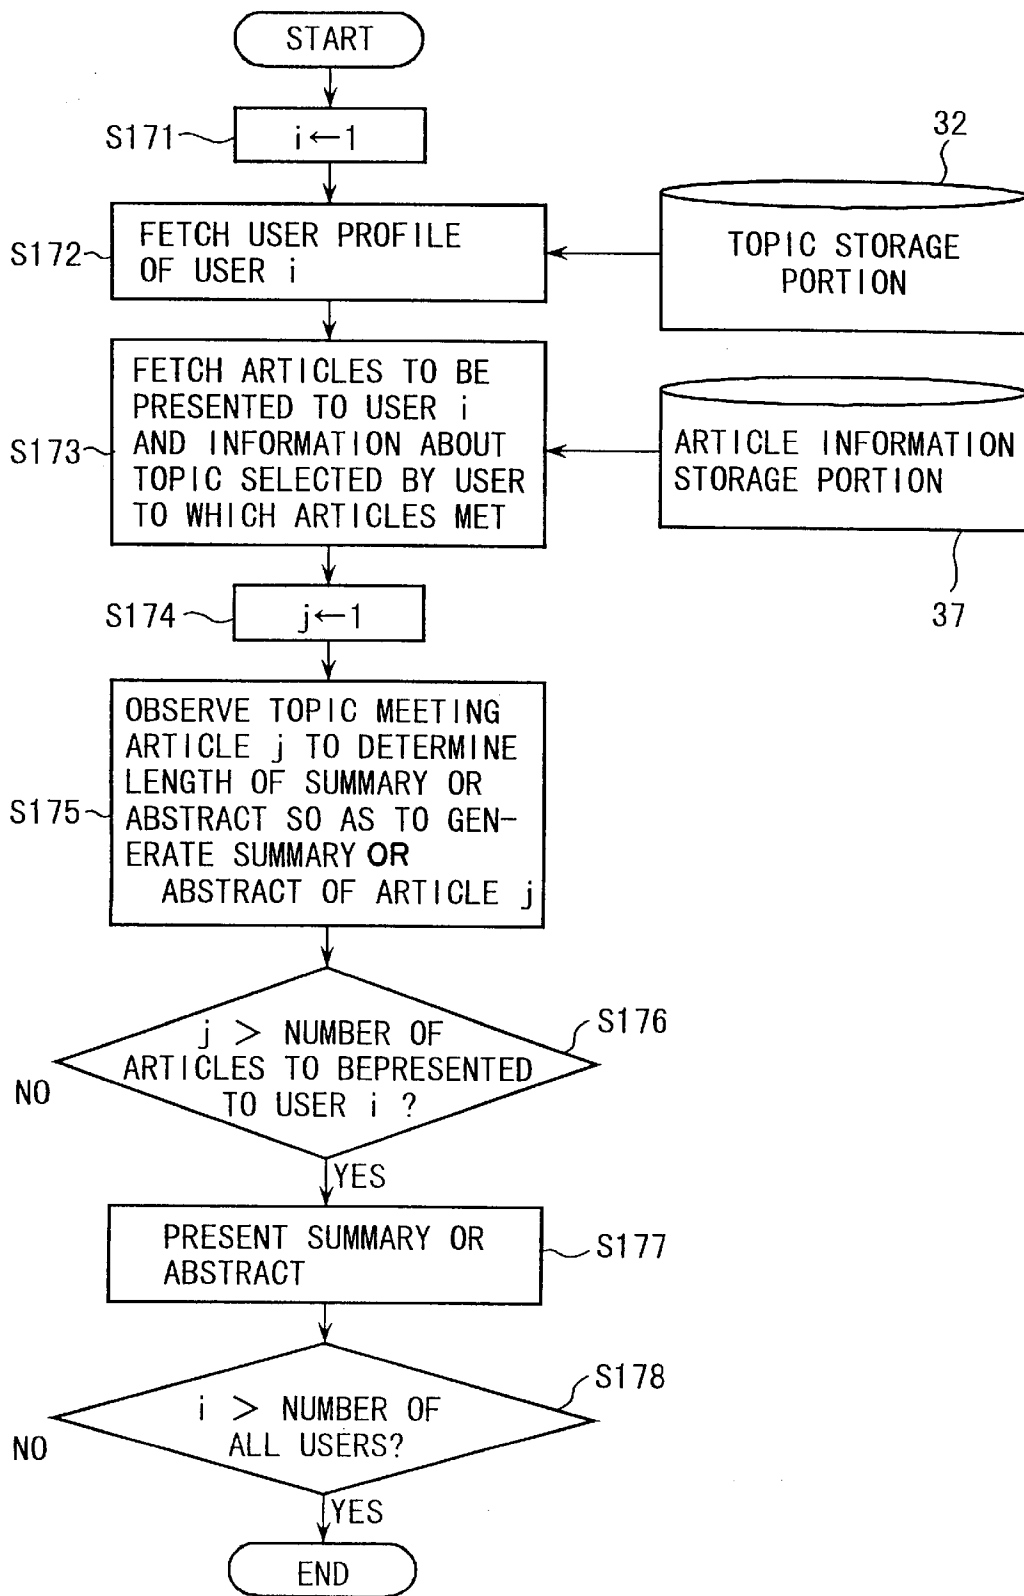 START
S171
i←1
32
S172
FETCH USER PROFILE
OF USER i
TOPIC STORAGE
PORTION
S173
FETCH ARTICLES TO BE
PRESENTED TO USER i
AND INFORMATION ABOUT
TOPIC SELECTED BY USER
TO WHICH ARTICLES MET
ARTICLE INFORMATION
STORAGE PORTION
37
S174
j←1
S175
OBSERVE TOPIC MEETING
ARTICLE j TO DETERMINE
LENGTH OF SUMMARY OR
ABSTRACT SO AS TO GEN-
ERATE SUMMARY OR
ABSTRACT OF ARTICLE j
S176
j > NUMBER OF
ARTICLES TO BEPRESENTED
TO USER i ?
NO
YES
PRESENT SUMMARY OR
ABSTRACT
S177
S178
i > NUMBER OF
ALL USERS?
NO
YES
END